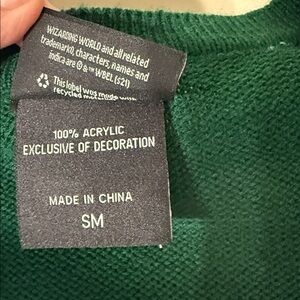 WIZARDING WORLD and all related
trademarks, characters, names and
indicia are © & ™ WBEI. (s21)
This label was made with
recycled
100% ACRYLIC
EXCLUSIVE OF DECORATION
MADE IN CHINA
SM